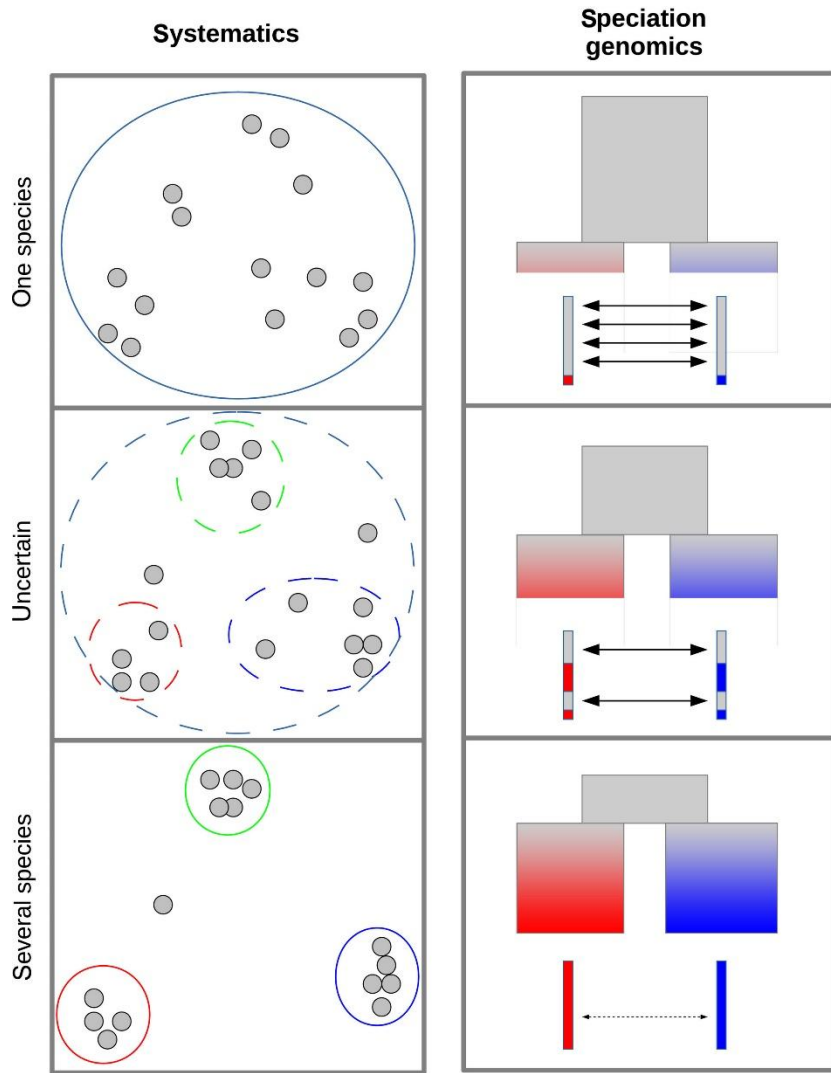 Systematics
Speciation
genomics
One species
Uncertain
Several species